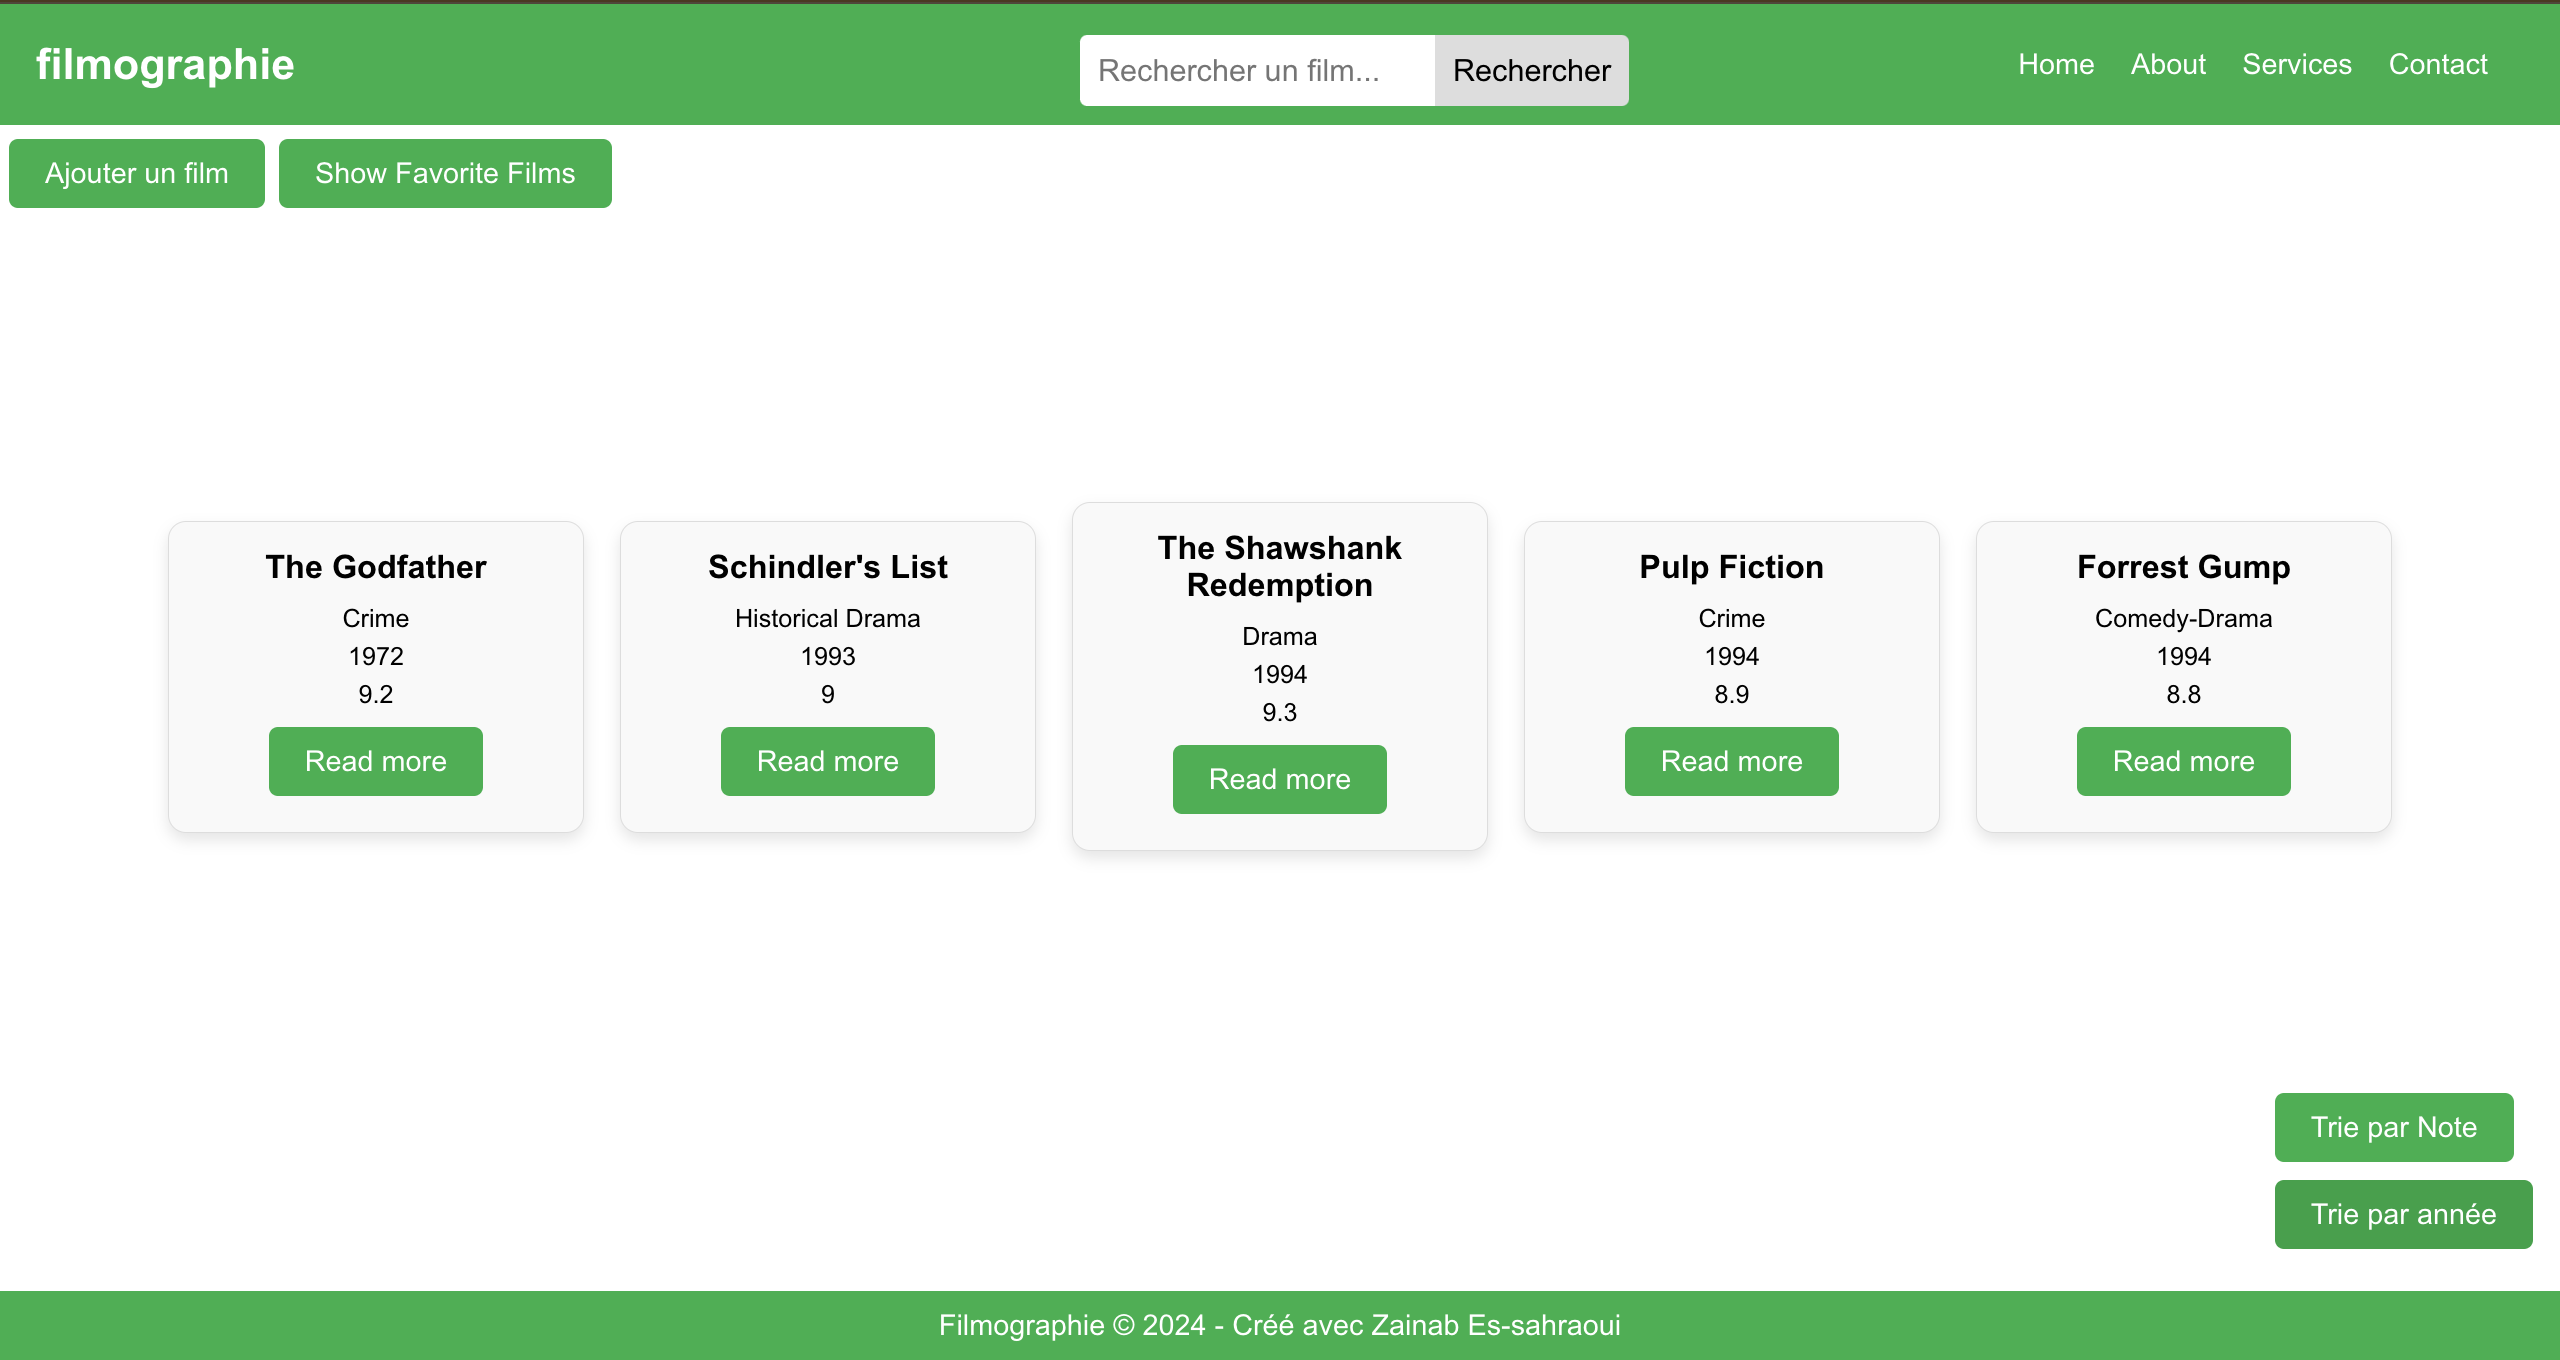 filmographie
Rechercher un film...
Rechercher
Home About Services Contact
Ajouter un film
Show Favorite Films
The Godfather
Crime
1972
9.2
Read more
Schindler's List
Historical Drama
1993
9
Read more
The Shawshank
Redemption
Drama
1994
9.3
Read more
Pulp Fiction
Crime
1994
8.9
Read more
Forrest Gump
Comedy-Drama
1994
8.8
Read more
Trie par Note
Trie par année
Filmographie © 2024 - Créé avec Zainab Es-sahraoui